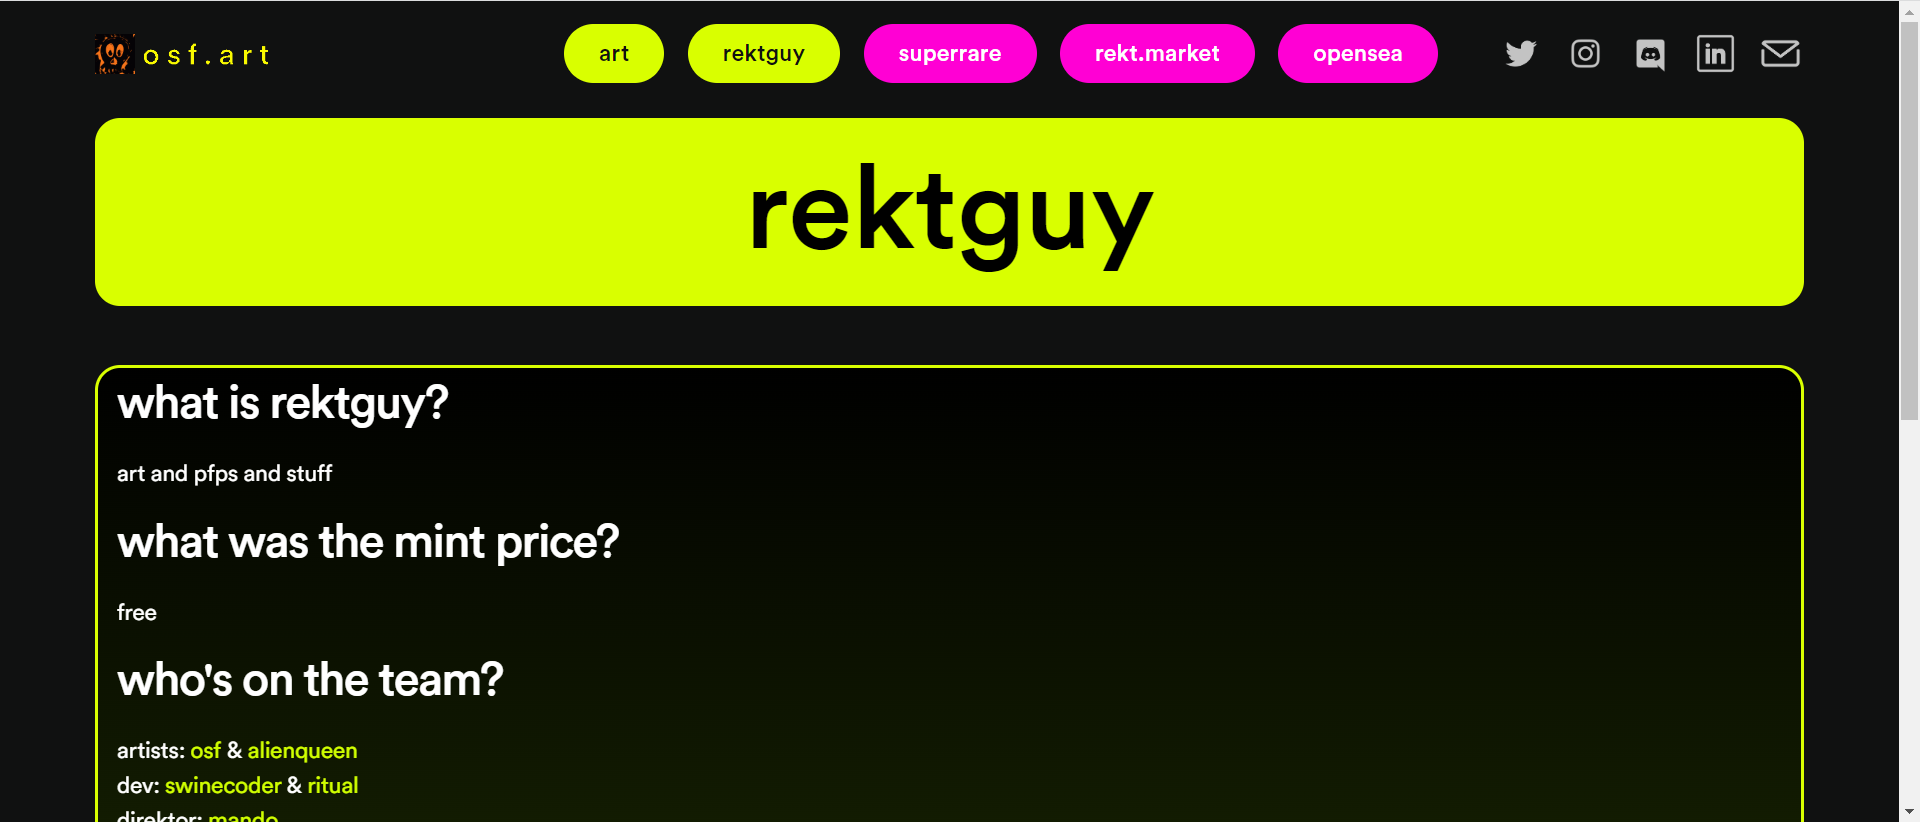 osf.art
art
rektguy
superrare
rekt.market
opensea
in
rektguy
what is rektguy?
art and pfps and stuff
what was the mint price?
free
who's on the team?
artists: osf & alienqueen
dev: swinecoder & ritual
direktor: mando